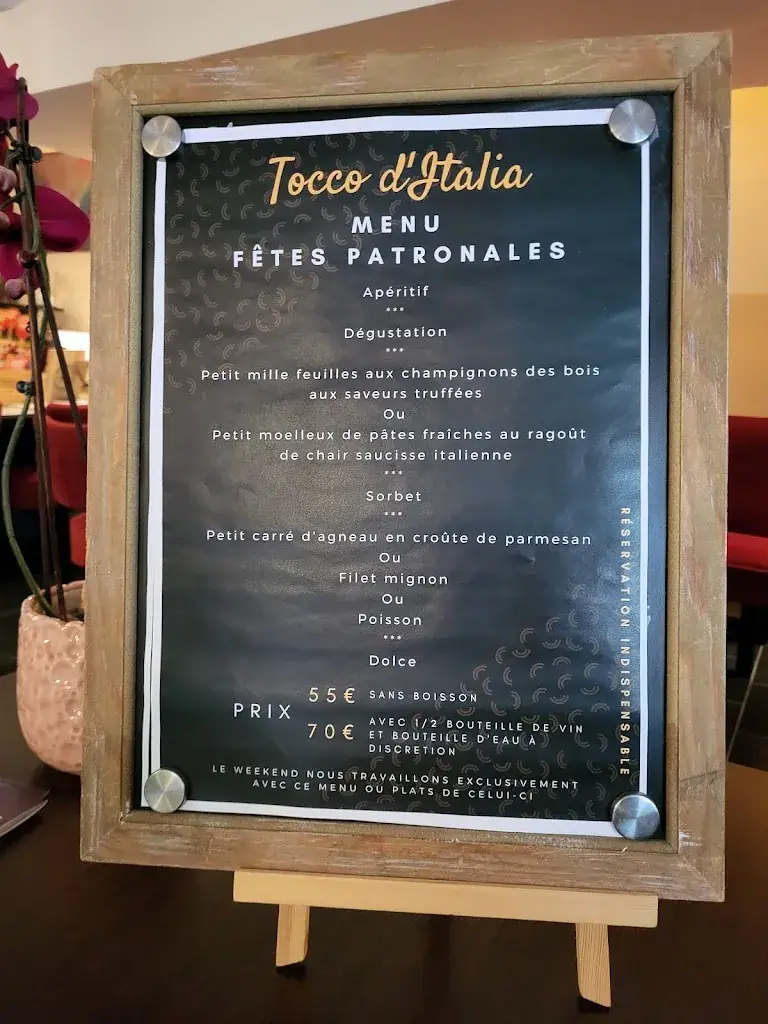 Tocco d'Italia
MENU
FÊTES PATRONALES
Apéritif
***
Dégustation
***
Petit mille feuilles aux champignons des bois
aux saveurs truffées
Ou
Petit moelleux de pâtes fraîches au ragoût
de chair saucisse italienne
***
Sorbet
***
Petit carré d'agneau en croûte de parmesan
Ou
Filet mignon
Ou
Poisson
***
Dolce
PRIX
55€ SANS BOISSON
70€ AVEC 1/2 BOUTEILLE DE VIN
ET BOUTEILLE D'EAU À
DISCRETION
LE WEEKEND NOUS TRAVAILLONS EXCLUSIVEMENT
AVEC CE MENU OU PLATS DE CELUI-CI
RÉSERVATION INDISPENSABLE